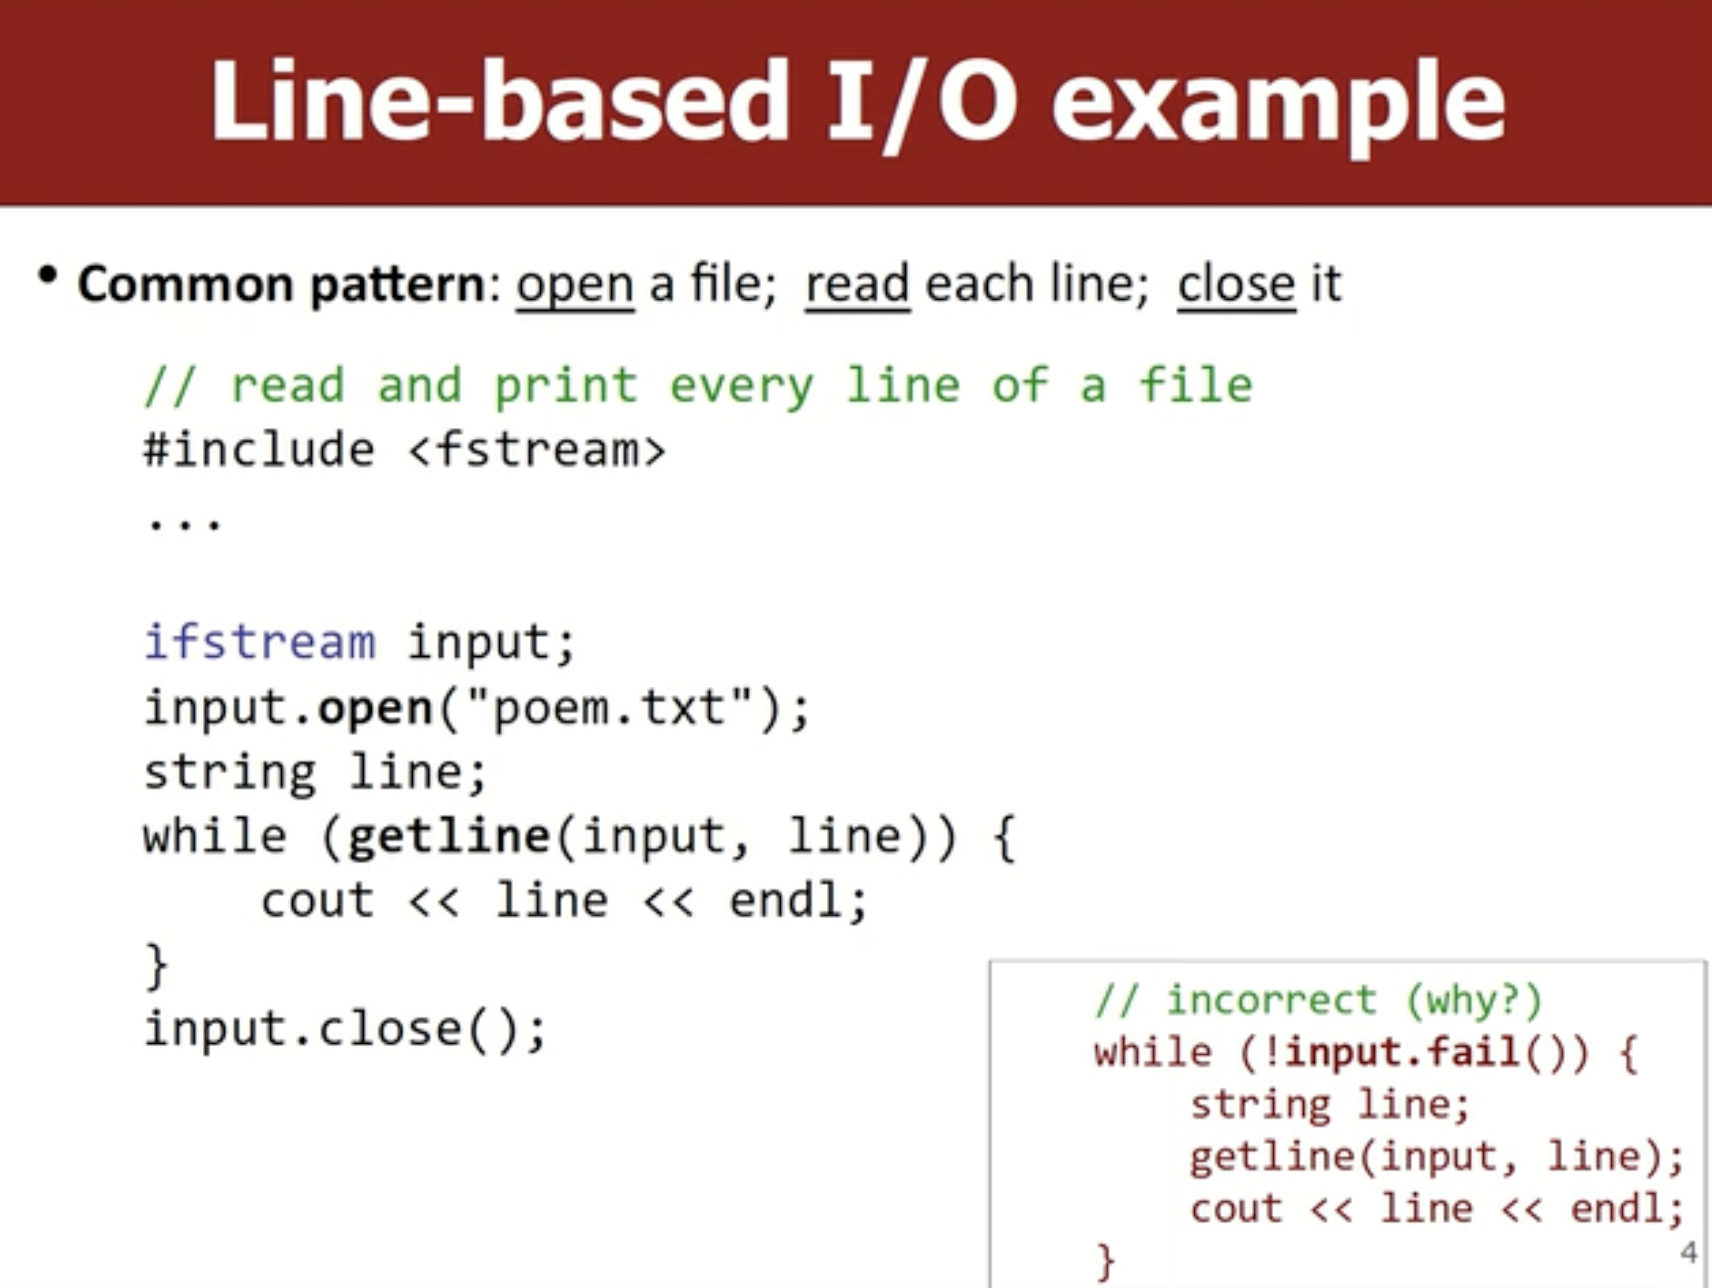 Line-based I/O example
• Common pattern: open a file; read each line; close it
// read and print every line of a file
#include <fstream>
...
ifstream input;
input.open("poem.txt");
string line;
while (getline(input, line)) {
    cout << line << endl;
}
input.close();
// incorrect (why?)
while (!input.fail()) {
    string line;
    getline(input, line);
    cout << line << endl;
}
4